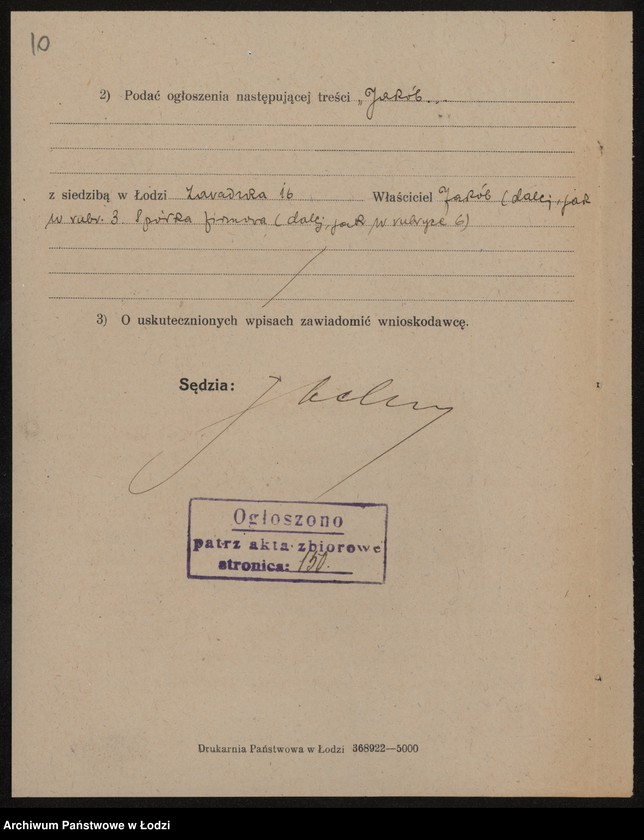 10
2) Podać ogłoszenia następującej treści „Jakób...
z siedzibą w Łodzi Zawadzka 16 Właściciel Jakób (dalej, jak
w rubr. 3. Spółka firmowa (dalej, jak w rubryce 6)
3) O uskutecznionych wpisach zawiadomić wnioskodawcę.
Sędzia:
Ogłoszono
patrz akta zbiorowe
stronica: 150.
Drukarnia Państwowa w Łodzi 368922—5000
Archiwum Państwowe w Łodzi